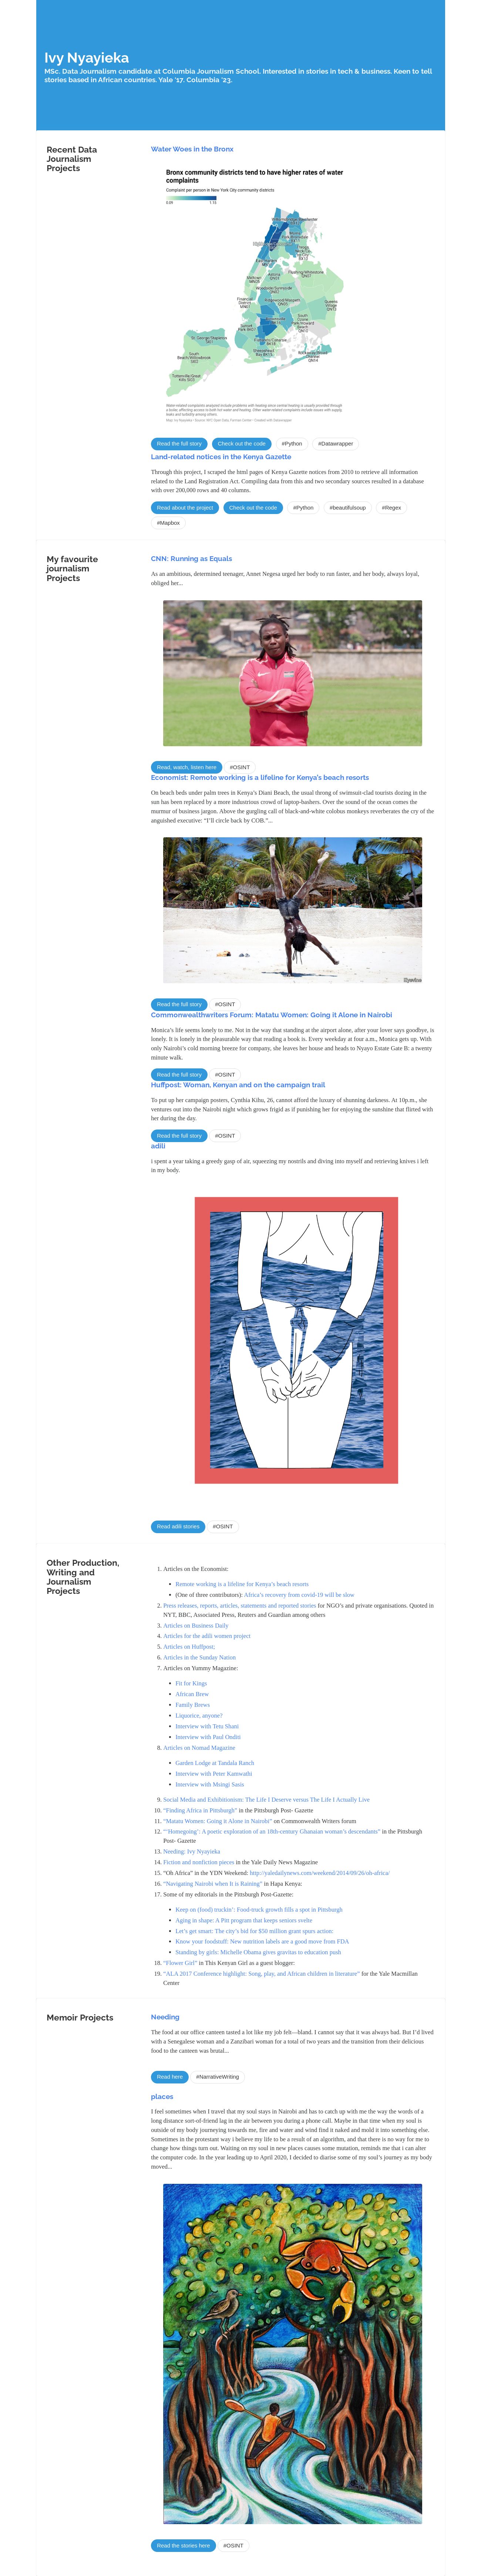 Ivy Nyayieka
MSc. Data Journalism candidate at Columbia Journalism School. Interested in stories in tech & business. Keen to tell
stories based in African countries. Yale '17. Columbia '23.
Recent Data
Journalism
Projects
Water Woes in the Bronx
Bronx community districts tend to have higher rates of water
complaints
Complaint per person in New York City community districts
Read the full story
Check out the code
#Python
#Datawrapper
Land-related notices in the Kenya Gazette
Through this project, I scraped the html pages of Kenya Gazette notices from 2010 to retrieve all information
related to the Land Registration Act. Compiling data from this and two secondary sources resulted in a database
with over 200,000 rows and 40 columns.
Read about the project
Check out the code
#Python
#beautifulsoup
#Regex
#Mapbox
My favourite
journalism
Projects
CNN: Running as Equals
As an ambitious, determined teenager, Annet Negesa urged her body to run faster, and her body, always loyal,
obliged her...
Read, watch, listen here
#OSINT
Economist: Remote working is a lifeline for Kenya's beach resorts
On beach beds under palm trees in Kenya's Diani Beach, the usual throng of swimsuit-clad tourists dozing in the
sun has been replaced by a more industrious crowd of laptop-bashers. Over the sound of the ocean comes the
murmur of business jargon. Above the gurgling call of black-and-white colobus monkeys reverberates the cry of the
anguished executive: “I'll circle back by COB.”...
Read the full story
#OSINT
Commonwealthwriters Forum: Matatu Women: Going it Alone in Nairobi
Monica's life seems lonely to me. Not in the way that standing at the airport alone, after your lover says goodbye, is
lonely. It is lonely in the pleasurable way that reading a book is. Every weekday at four a.m., Monica gets up. With
only Nairobi's cold morning breeze for company, she leaves her house and heads to Nyayo Estate Gate B: a twenty
minute walk.
Read the full story
#OSINT
Huffpost: Woman, Kenyan and on the campaign trail
To put up her campaign posters, Cynthia Kibu, 26, cannot afford the luxury of shunning darkness. At 10p.m., she
ventures out into the Nairobi night which grows frigid as if punishing her for enjoying the sunshine that flirted with
her during the day.
Read the full story
#OSINT
adili
i spent a year taking a greedy gasp of air, squeezing my nostrils and diving into myself and retrieving knives i left
in my body.
Read adili stories
#OSINT
Other Production,
Writing and
Journalism
Projects
1. Articles on the Economist:
• Remote working is a lifeline for Kenya's beach resorts
• (One of three contributors): Africa's recovery from covid-19 will be slow
2. Press releases, reports, articles, statements and reported stories for NGO's and private organisations. Quoted in
NYT, BBC, Associated Press, Reuters and Guardian among others
3. Articles on Business Daily
4. Articles for the adili women project
5. Articles on Huffpost;
6. Articles in the Sunday Nation
7. Articles on Yummy Magazine:
• Fit for Kings
• African Brew
• Family Brews
• Liquorice, anyone?
• Interview with Tetu Shani
• Interview with Paul Onditi
8. Articles on Nomad Magazine
• Garden Lodge at Tandala Ranch
• Interview with Peter Kamwathi
• Interview with Moingi Susis
9. Social Media and Exhibitionism: The Life I Deserve versus The Life I Actually Live
10. “Finding Africa in Pittsburgh” in the Pittsburgh Post- Gazette
11. “Matatu Women: Going it Alone in Nairobi” on Commonwealth Writers forum
12. “'Homegoing': A poetic exploration of an 18th-century Ghanaian woman's descendants” in the Pittsburgh
Post- Gazette
13. Needing: Ivy Nyayieka
14. Fiction and nonfiction pieces in the Yale Daily News Magazine
15. “Oh Africa” in the YDN Weekend: http://yaledailynews.com/weekend/2014/09/26/oh-africa/
16. “Navigating Nairobi when It is Raining” in Hapa Kenya:
17. Some of my editorials in the Pittsburgh Post-Gazette:
• Keep on (food) truckin': Food-truck growth fills a spot in Pittsburgh
• Aging in shape: A Pitt program that keeps seniors svelte
• Let's get smart: The city's bid for $50 million grant spurs action:
• Know your foodstuff: New nutrition labels are a good move from FDA
• Standing by girls: Michelle Obama gives gravitas to education push
18. “Flower Girl” in This Kenyan Girl as a guest blogger:
19. “ALA 2017 Conference highlight: Song, play, and African children in literature” for the Yale Macmillan
Center
Memoir Projects
Needing
The food at our office canteen tasted a lot like my job felt—bland. I cannot say that it was always bad. But I'd lived
with a Senegalese woman and a Zanzibari woman for a total of two years and the transition from their delicious
food to the canteen was brutal...
Read here
#NarrativeWriting
places
I feel sometimes when I travel that my soul stays in Nairobi and has to catch up with me the way the words of a
long distance sort-of-friend lag in the air between you during a phone call. Maybe in that time when my soul is
outside of my body journeying towards me, fire and water and wind find it naked and mold it into something else.
Sometimes in the protestant way i believe my life to be a result of an algorithm, and that there is no way for me to
change how things turn out. Waiting on my soul in new places causes some mutation, reminds me that i can alter
the computer code. In the year leading up to April 2020, I decided to diarise some of my soul's journey as my body
moved...
Read the stories here
#OSINT